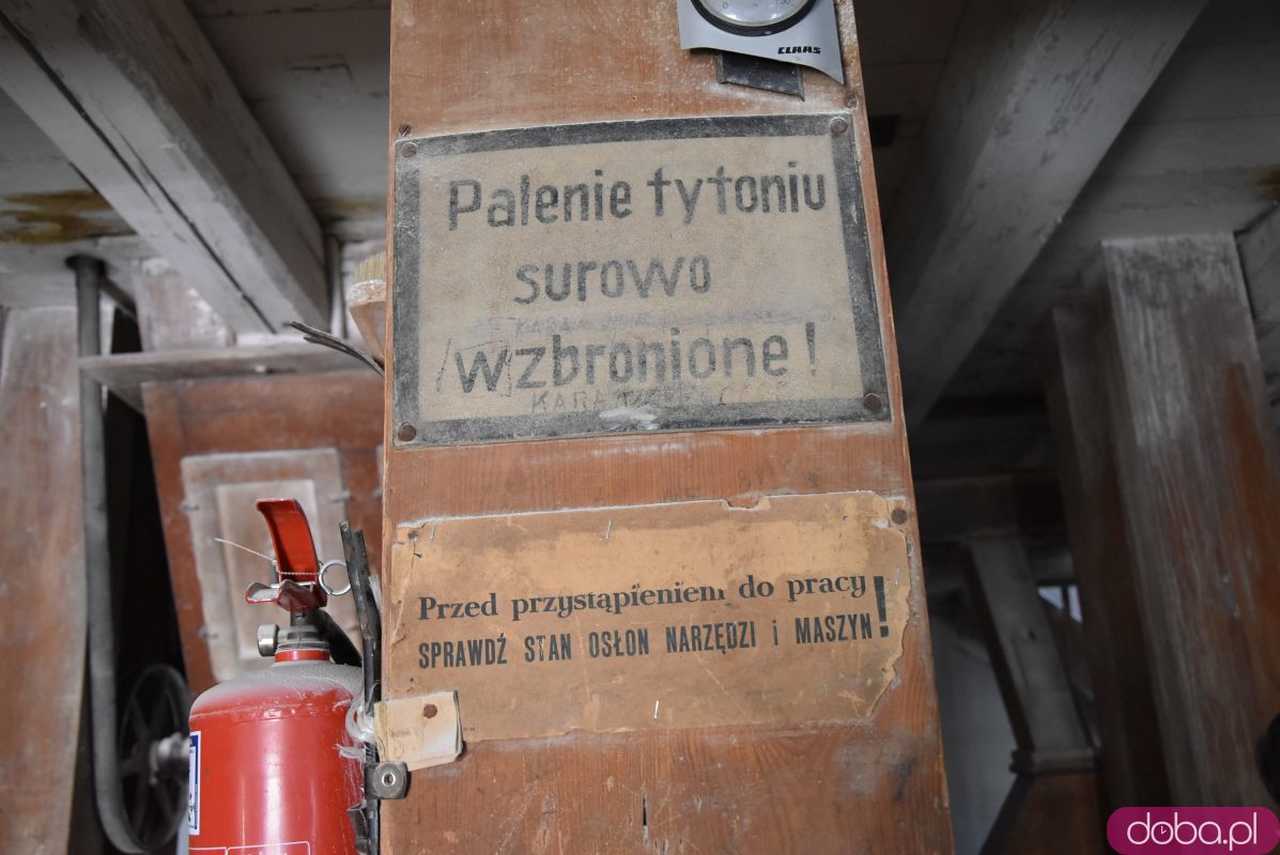 CLAAS
Palenie tytoniu
surowo
wzbronione!
Przed przystąpieniem do pracy
SPRAWDŹ STAN OSŁON NARZĘDZI i MASZYN!
doba.pl